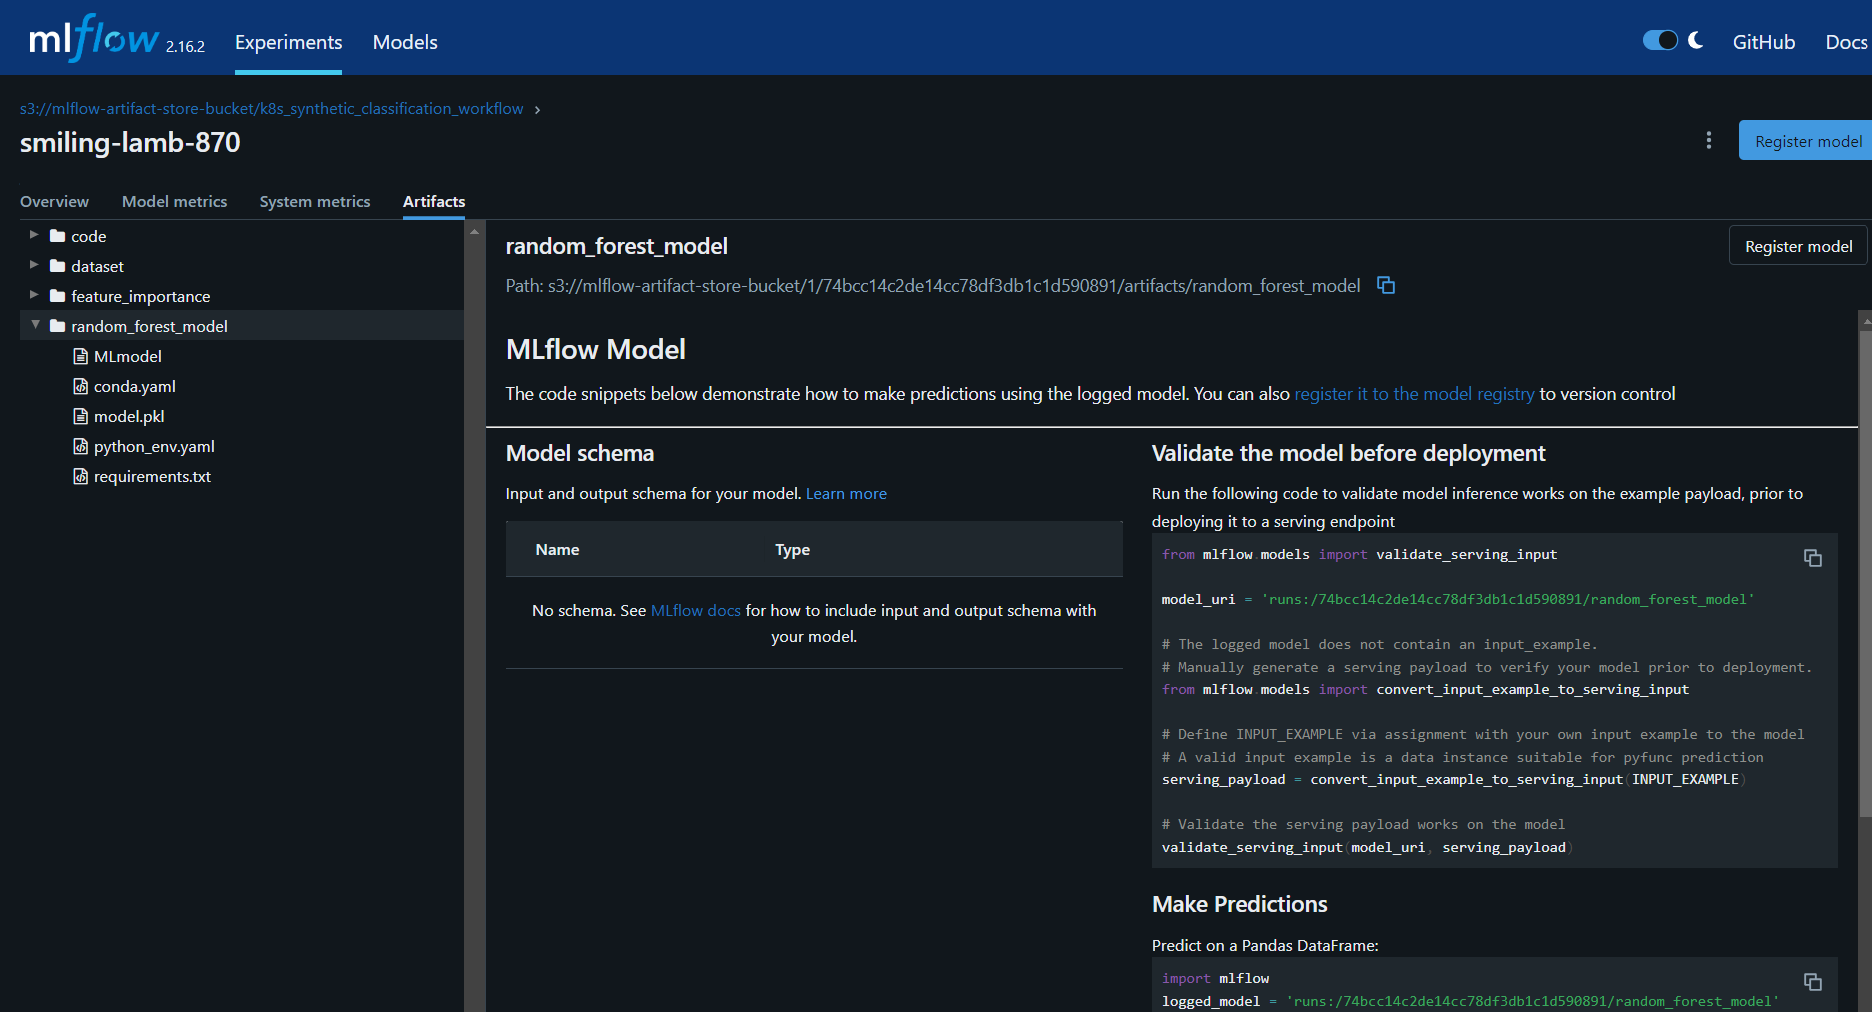 mlflow 2.16.2 Experiments Models GitHub Docs
s3://mlflow-artifact-store-bucket/k8s_synthetic_classification_workflow
smiling-lamb-870
Register model
Overview Model metrics System metrics Artifacts
code
dataset
feature_importance
random_forest_model
MLmodel
conda.yaml
model.pkl
python_env.yaml
requirements.txt
random_forest_model
Register model
Path: s3://mlflow-artifact-store-bucket/1/74bcc14c2de14cc78df3db1c1d590891/artifacts/random_forest_model
MLflow Model
The code snippets below demonstrate how to make predictions using the logged model. You can also register it to the model registry to version control
Model schema
Input and output schema for your model. Learn more
Name Type
No schema. See MLflow docs for how to include input and output schema with
your model.
Validate the model before deployment
Run the following code to validate model inference works on the example payload, prior to
deploying it to a serving endpoint
from mlflow.models import validate_serving_input
model_uri = 'runs:/74bcc14c2de14cc78df3db1c1d590891/random_forest_model'
# The logged model does not contain an input_example.
# Manually generate a serving payload to verify your model prior to deployment.
from mlflow.models import convert_input_example_to_serving_input
# Define INPUT_EXAMPLE via assignment with your own input example to the model
# A valid input example is a data instance suitable for pyfunc prediction
serving_payload = convert_input_example_to_serving_input(INPUT_EXAMPLE)
# Validate the serving payload works on the model
validate_serving_input(model_uri, serving_payload)
Make Predictions
Predict on a Pandas DataFrame:
import mlflow
logged_model = 'runs:/74bcc14c2de14cc78df3db1c1d590891/random_forest_model'